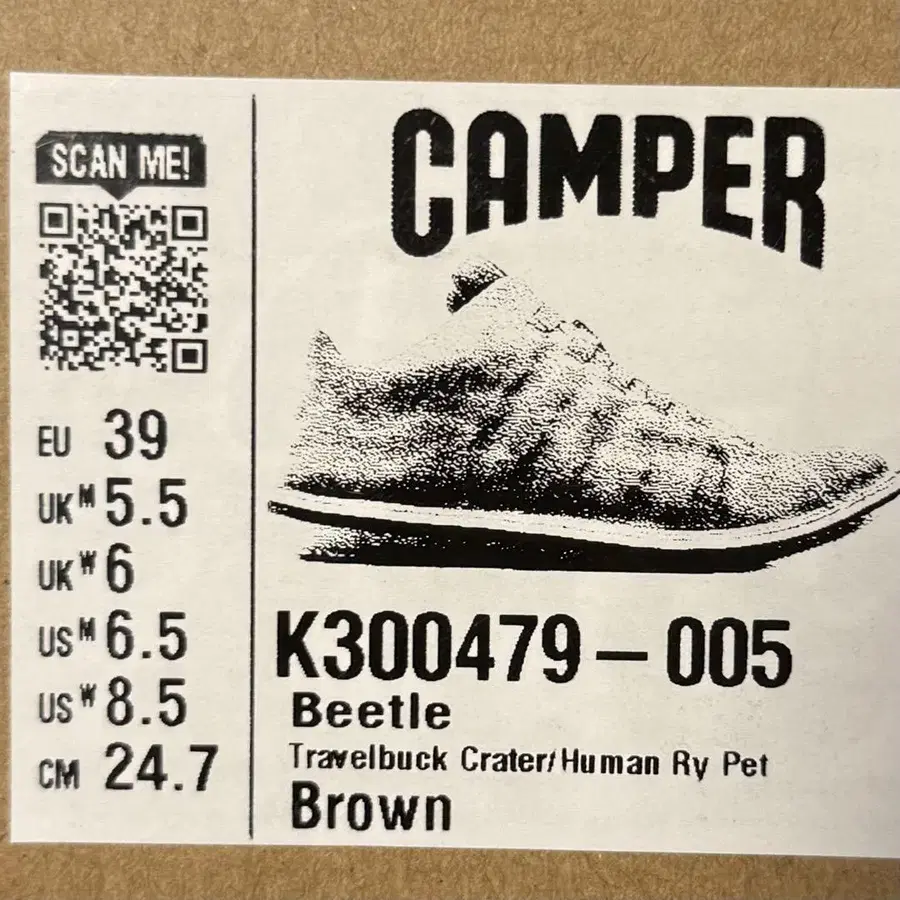 SCAN ME!
EU 39
UK M 5.5
UK W 6
US M 6.5
US W 8.5
CM 24.7
CAMPER
K300479-005
Beetle
Travelbuck Crater/Human Ry Pet
Brown